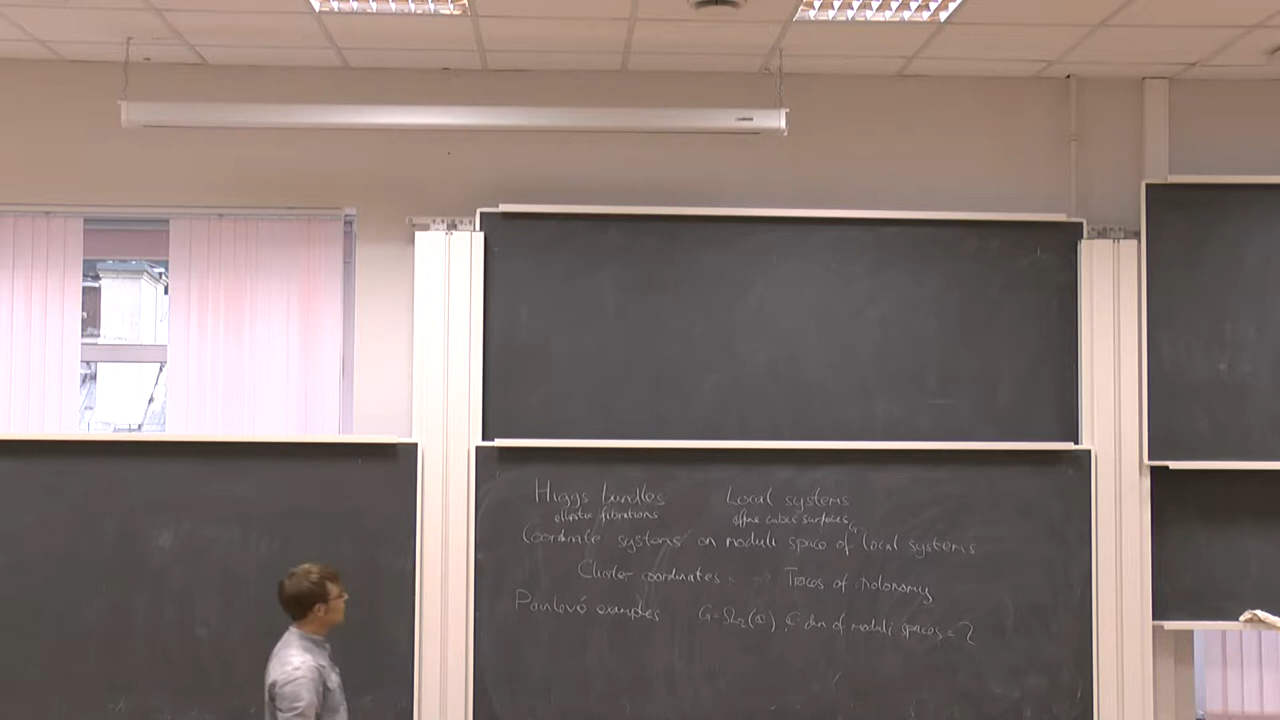 Higgs bundles Local systems
elliptic fibrations affine cubic surfaces
Coordinate systems on moduli space of G-local systems
Cluster coordinates Traces of holonomy
Painlevé examples G=SL₂(ℂ), ℂ dim of moduli spaces = 2